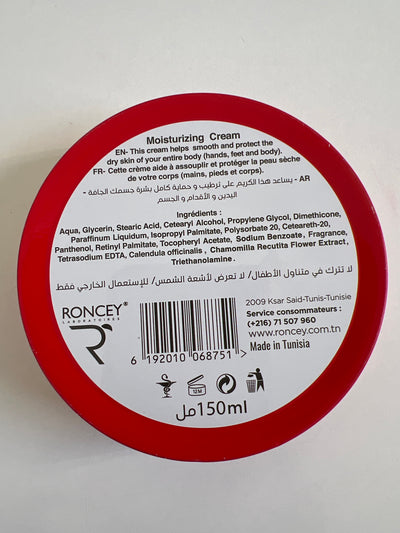 Moisturizing Cream
EN- This cream helps smooth and protect the
dry skin of your entire body (hands, feet and body).
FR- Cette crème aide à assouplir et protéger la peau sèche
de votre corps (mains, pieds et corps).
AR - يساعد هذا الكريم على ترطيب و حماية كامل بشرة جسمك الجافة -
اليدين و الأقدام و الجسم
Ingrédients :
Aqua, Glycerin, Stearic Acid, Cetearyl Alcohol, Propylene Glycol, Dimethicone,
Paraffinum Liquidum, Isopropyl Palmitate, Polysorbate 20, Ceteareth-20,
Panthenol, Retinyl Palmitate, Tocopheryl Acetate, Sodium Benzoate, Fragrance,
Tetrasodium EDTA, Calendula officinalis , Chamomilla Recutita Flower Extract,
Triethanolamine.
لا تترك في متناول الأطفال/ لا تعرض لأشعة الشمس/ للإستعمال الخارجي فقط
RONCEY®
LABORATOIRES
R
6 192010 068751 >
2009 Ksar Said-Tunis-Tunisie
Service consommateurs :
(+216) 71 507 960
www.roncey.com.tn
Made in Tunisia
12M
150ml مل